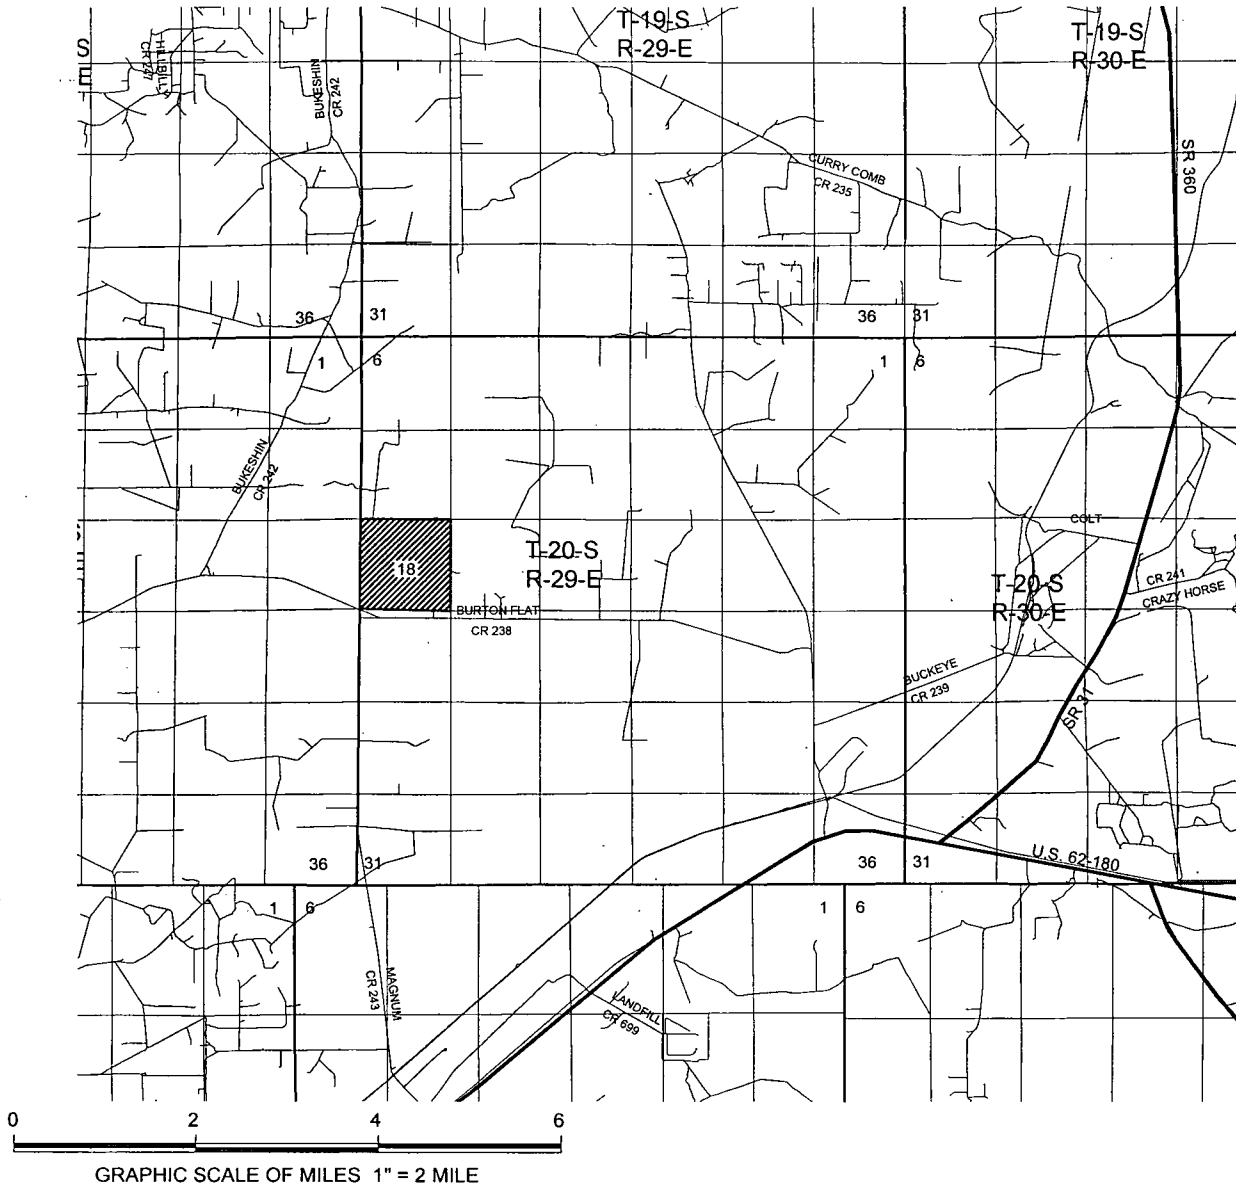 T-19-S
R-29-E
T-19-S
R-30-E
S
E
HILLBILLY
CR 247
BUKESHIN
CR 242
SR 360
CURRY COMB
CR 235
36
31
36
31
1
6
1
6
BUKESHIN
CR 242
COLT
T-20-S
R-29-E
18
CR 241
CRAZY HORSE
T-20-S
R-30-E
BURTON FLAT
CR 238
BUCKEYE
CR 239
SR 31
U.S. 62-180
36
31
36
31
1
6
1
6
MAGNUM
CR 243
LANDFILL
CR 699
0
2
4
6
GRAPHIC SCALE OF MILES 1" = 2 MILE